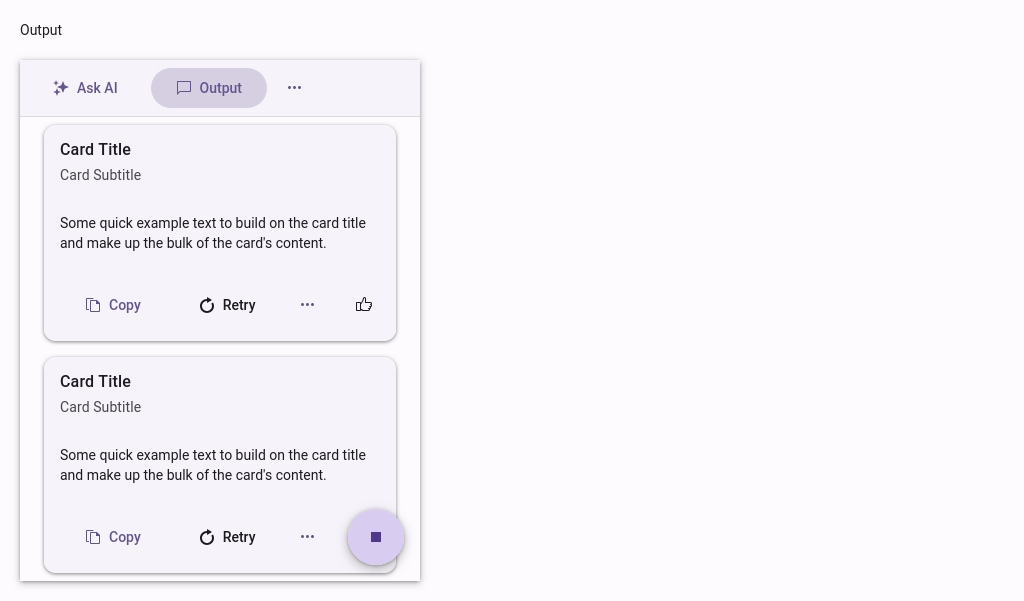 Output
Ask AI
Output
Card Title
Card Subtitle
Some quick example text to build on the card title
and make up the bulk of the card's content.
Copy
Retry
Card Title
Card Subtitle
Some quick example text to build on the card title
and make up the bulk of the card's content.
Copy
Retry